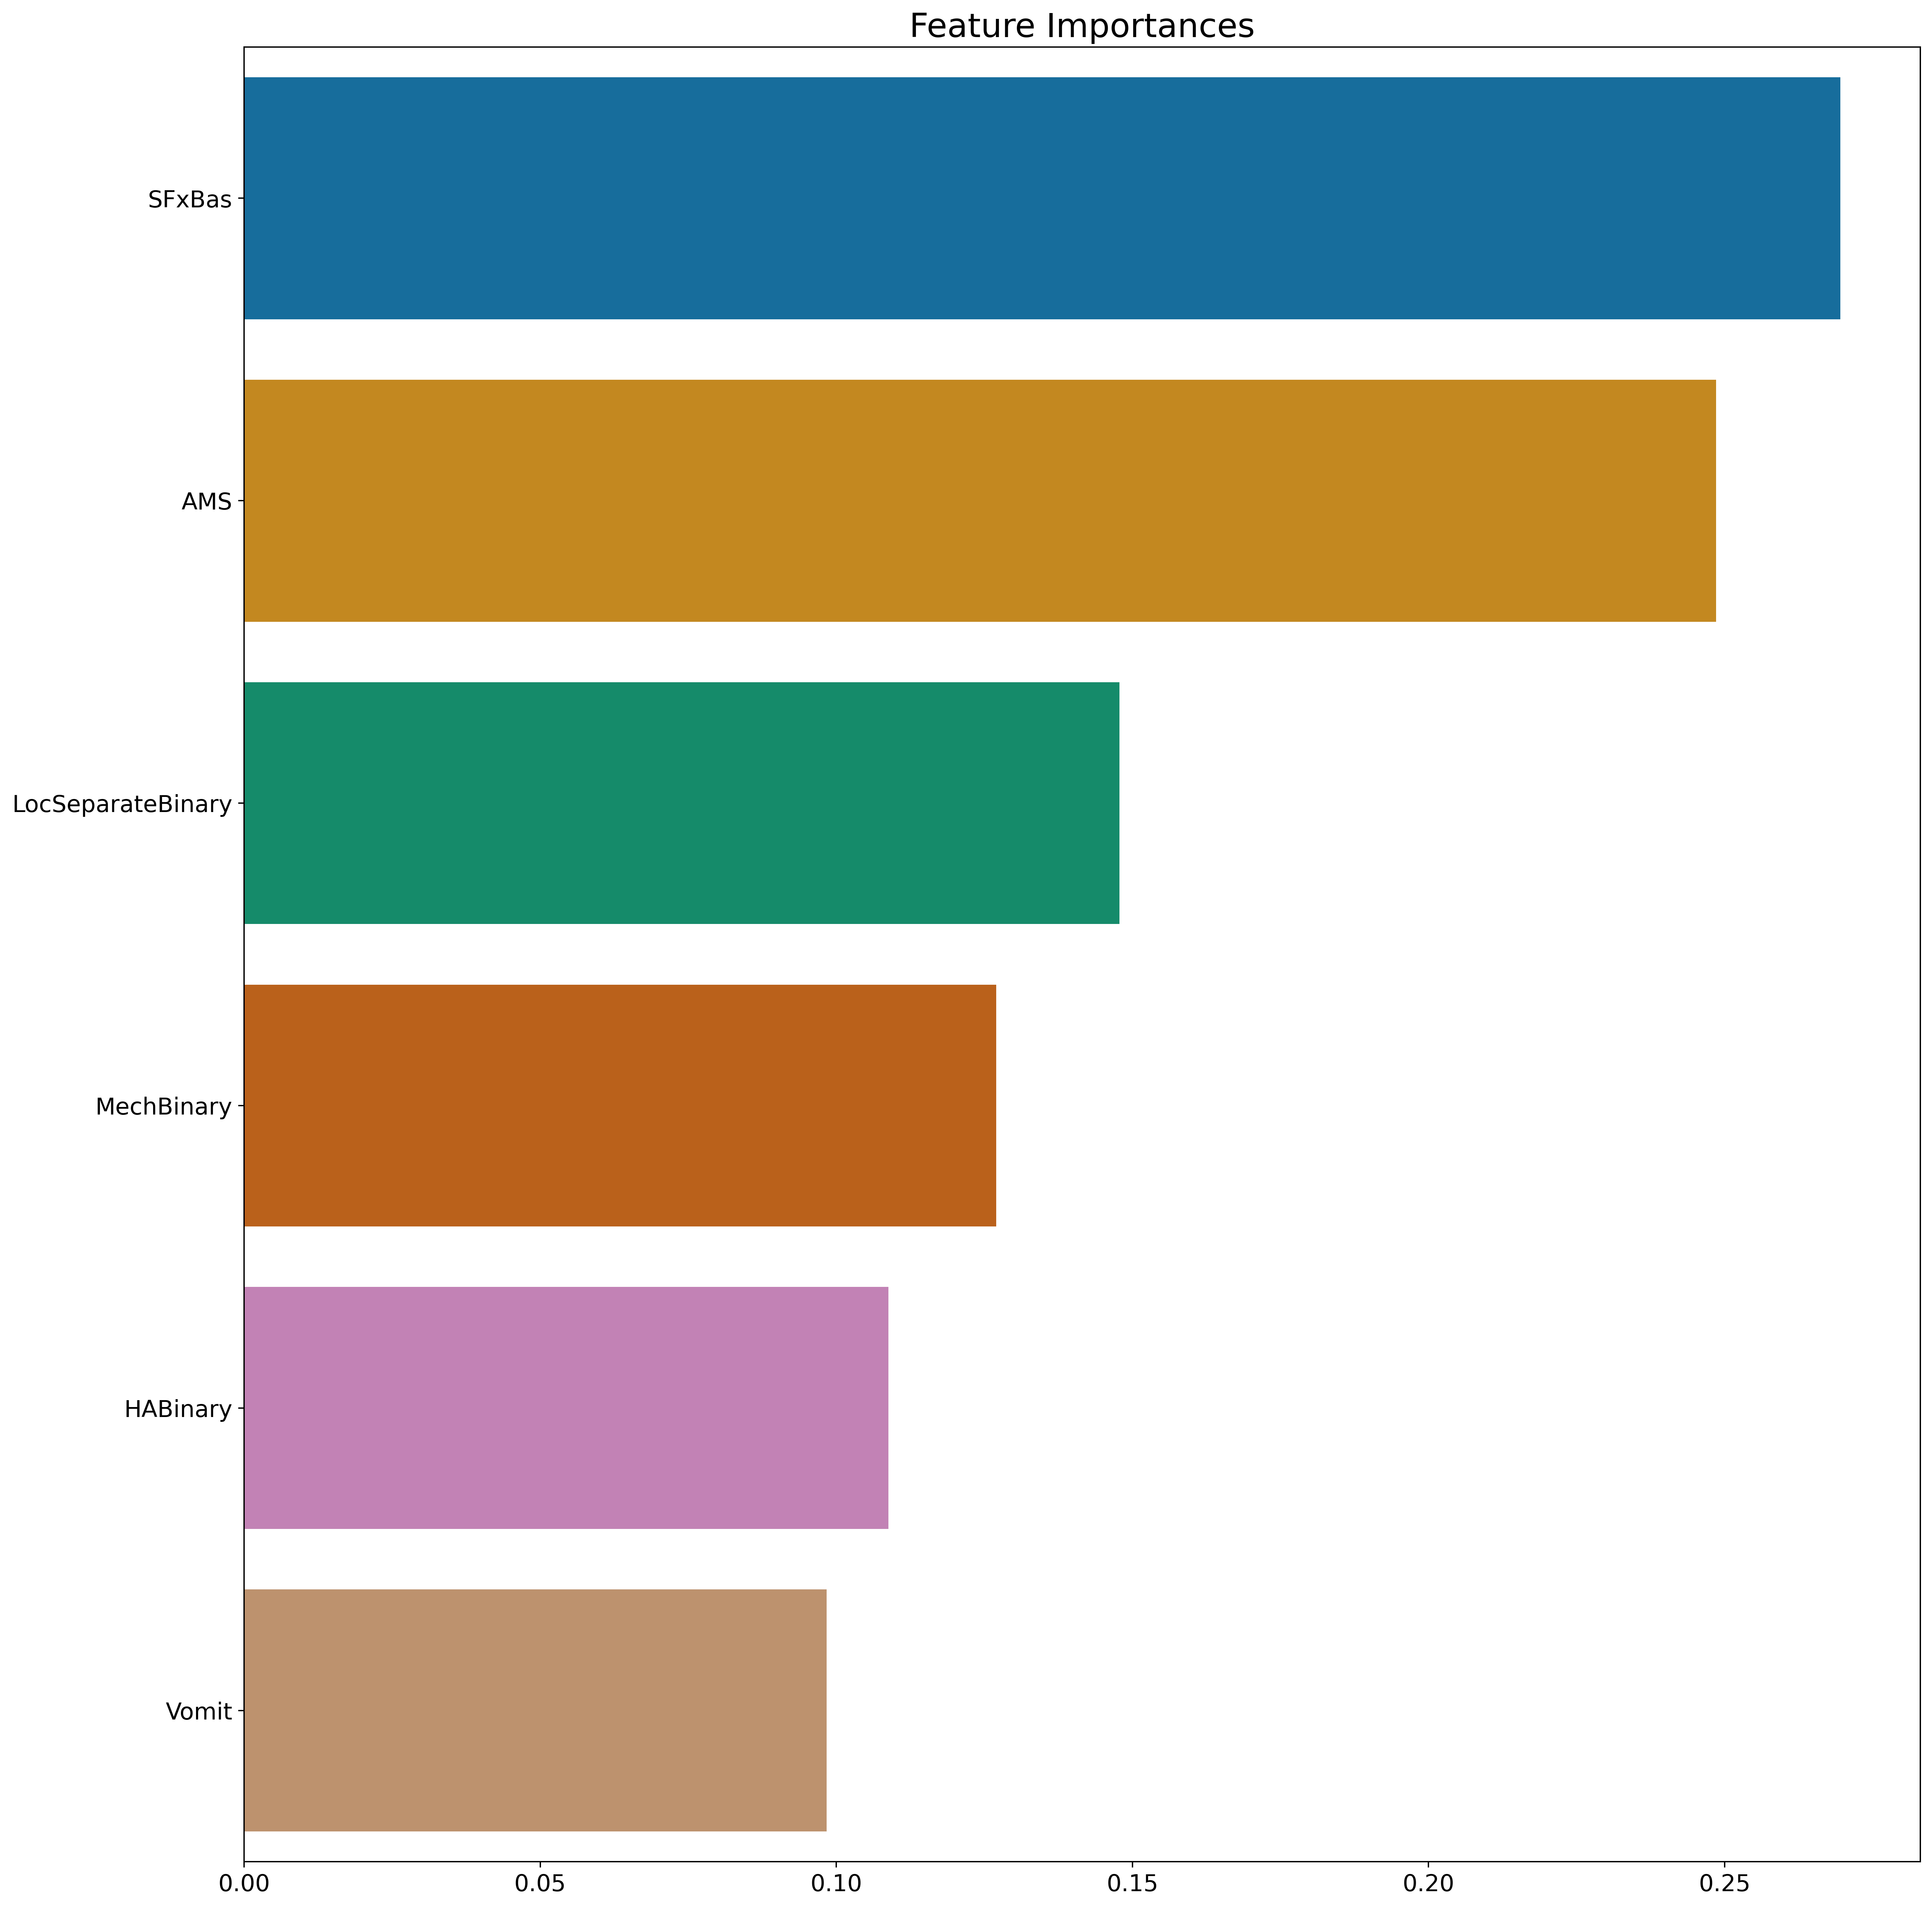 Feature Importances
SFxBas
AMS
LocSeparateBinary
MechBinary
HABinary
Vomit
0.00 0.05 0.10 0.15 0.20 0.25